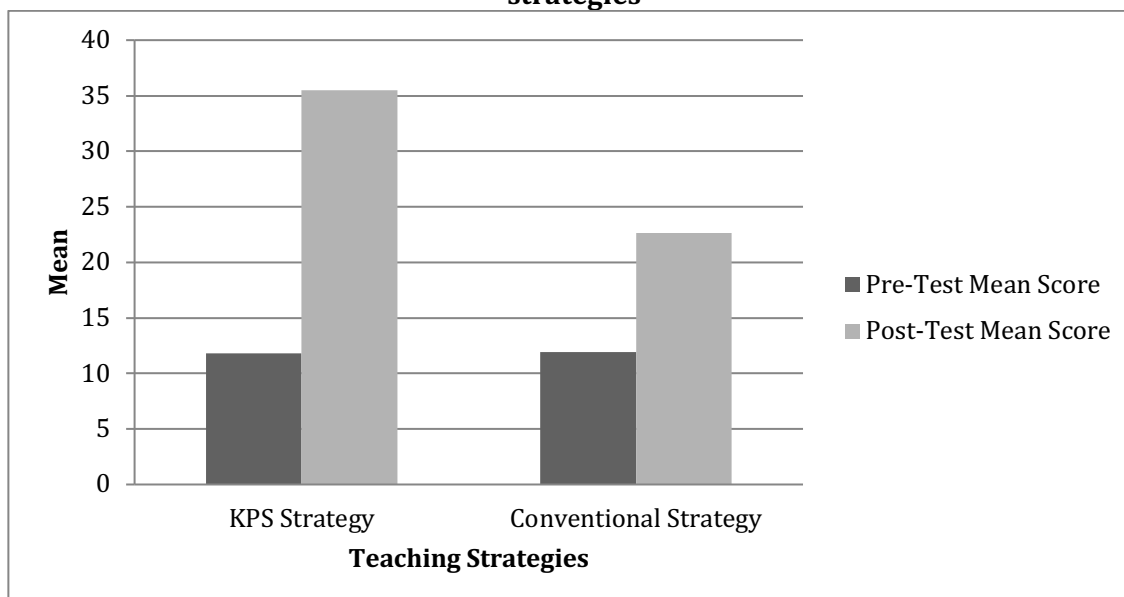 strategies
40
35
30
25
20
15
10
5
0
Mean
KPS Strategy
Conventional Strategy
Teaching Strategies
Pre-Test Mean Score
Post-Test Mean Score